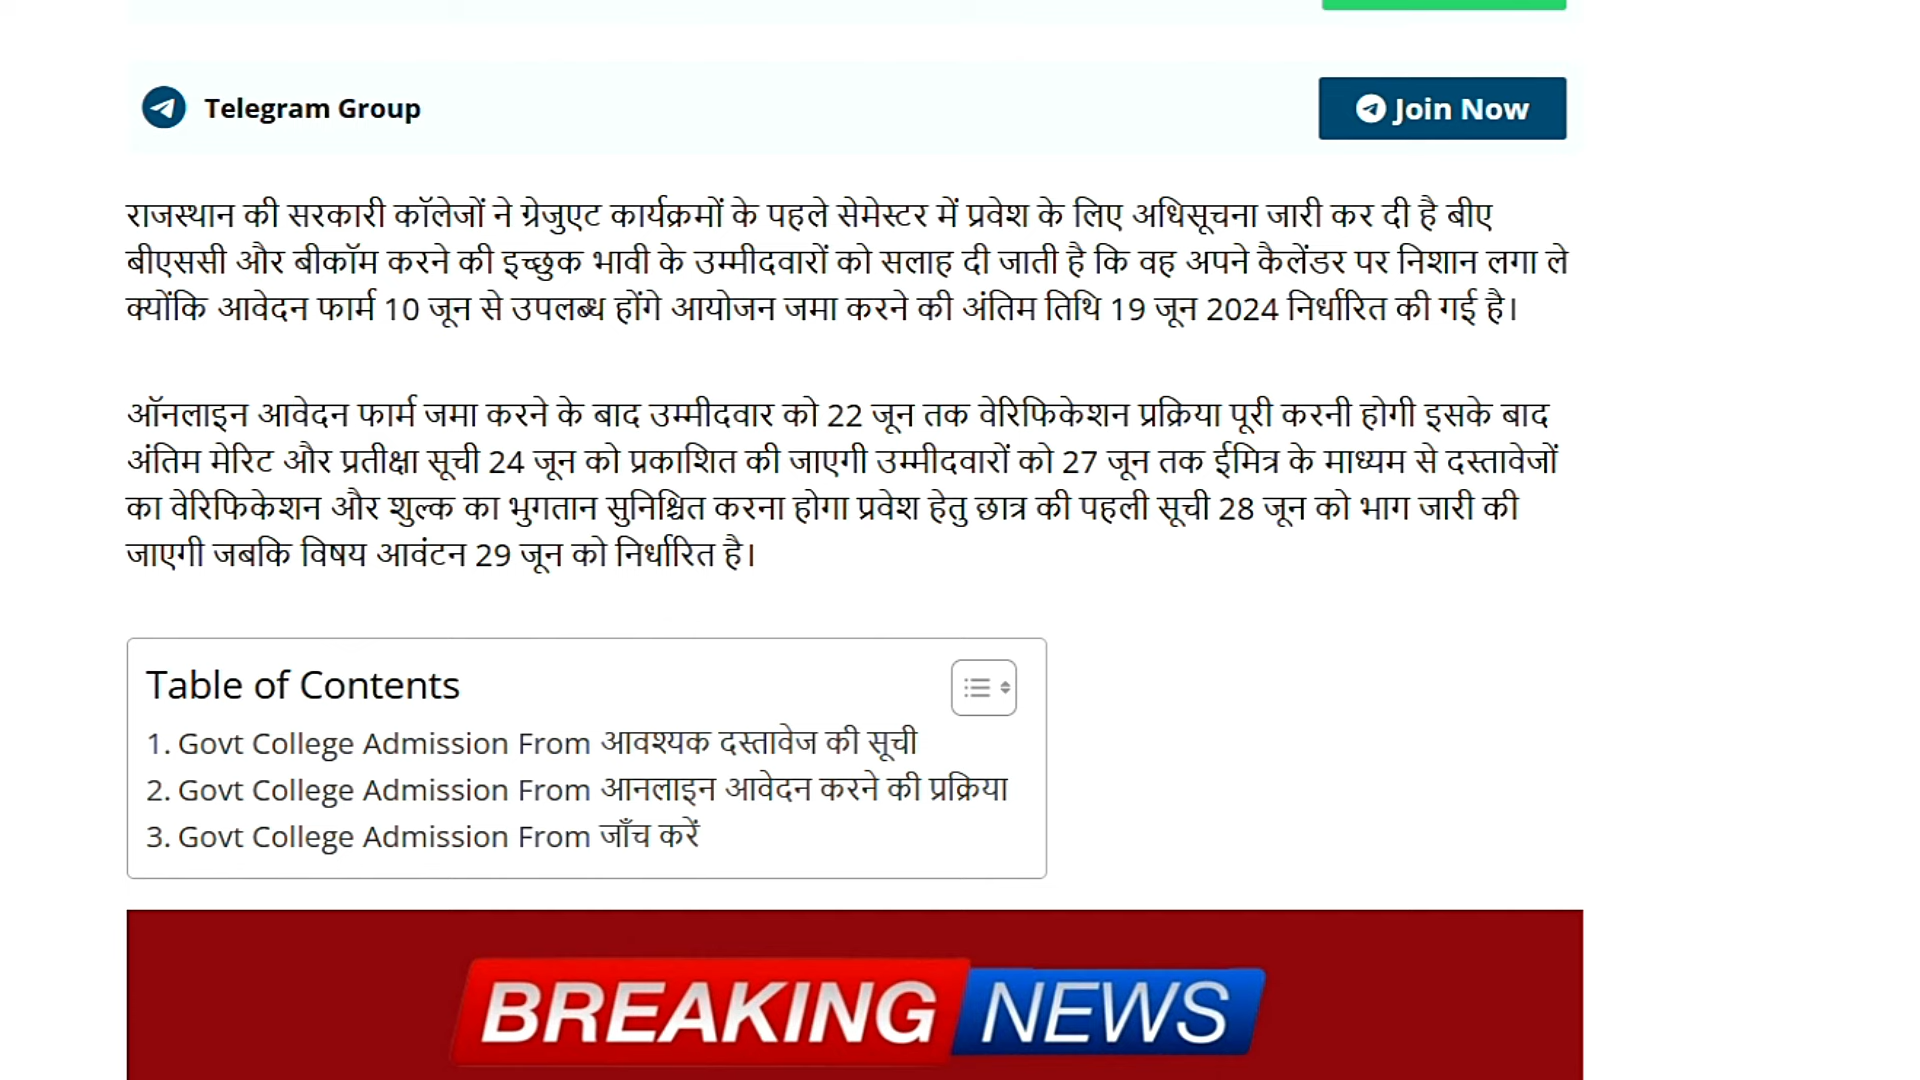 Telegram Group
Join Now
राजस्थान की सरकारी कॉलेजों ने ग्रेजुएट कार्यक्रमों के पहले सेमेस्टर में प्रवेश के लिए अधिसूचना जारी कर दी है बीए
बीएससी और बीकॉम करने की इच्छुक भावी के उम्मीदवारों को सलाह दी जाती है कि वह अपने कैलेंडर पर निशान लगा ले
क्योंकि आवेदन फार्म 10 जून से उपलब्ध होंगे आयोजन जमा करने की अंतिम तिथि 19 जून 2024 निर्धारित की गई है।
ऑनलाइन आवेदन फार्म जमा करने के बाद उम्मीदवार को 22 जून तक वेरिफिकेशन प्रक्रिया पूरी करनी होगी इसके बाद
अंतिम मेरिट और प्रतीक्षा सूची 24 जून को प्रकाशित की जाएगी उम्मीदवारों को 27 जून तक ईमित्र के माध्यम से दस्तावेजों
का वेरिफिकेशन और शुल्क का भुगतान सुनिश्चित करना होगा प्रवेश हेतु छात्र की पहली सूची 28 जून को भाग जारी की
जाएगी जबकि विषय आवंटन 29 जून को निर्धारित है।
Table of Contents
1. Govt College Admission From आवश्यक दस्तावेज की सूची
2. Govt College Admission From आनलाइन आवेदन करने की प्रक्रिया
3. Govt College Admission From जाँच करें
BREAKING NEWS